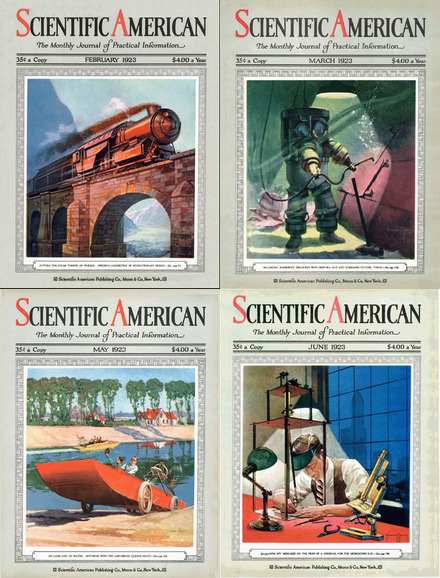 SCIENTIFIC AMERICAN
The Monthly Journal of Practical Information
35¢ a Copy FEBRUARY 1923 $4.00 a Year
Scientific American Publishing Co., Munn & Co., New York.
SCIENTIFIC AMERICAN
The Monthly Journal of Practical Information
35¢ a Copy MARCH 1923 $4.00 a Year
Scientific American Publishing Co., Munn & Co., New York.
SCIENTIFIC AMERICAN
The Monthly Journal of Practical Information
35¢ a Copy MAY 1923 $4.00 a Year
Scientific American Publishing Co., Munn & Co., New York.
SCIENTIFIC AMERICAN
The Monthly Journal of Practical Information
35¢ a Copy JUNE 1923 $4.00 a Year
Scientific American Publishing Co., Munn & Co., New York.